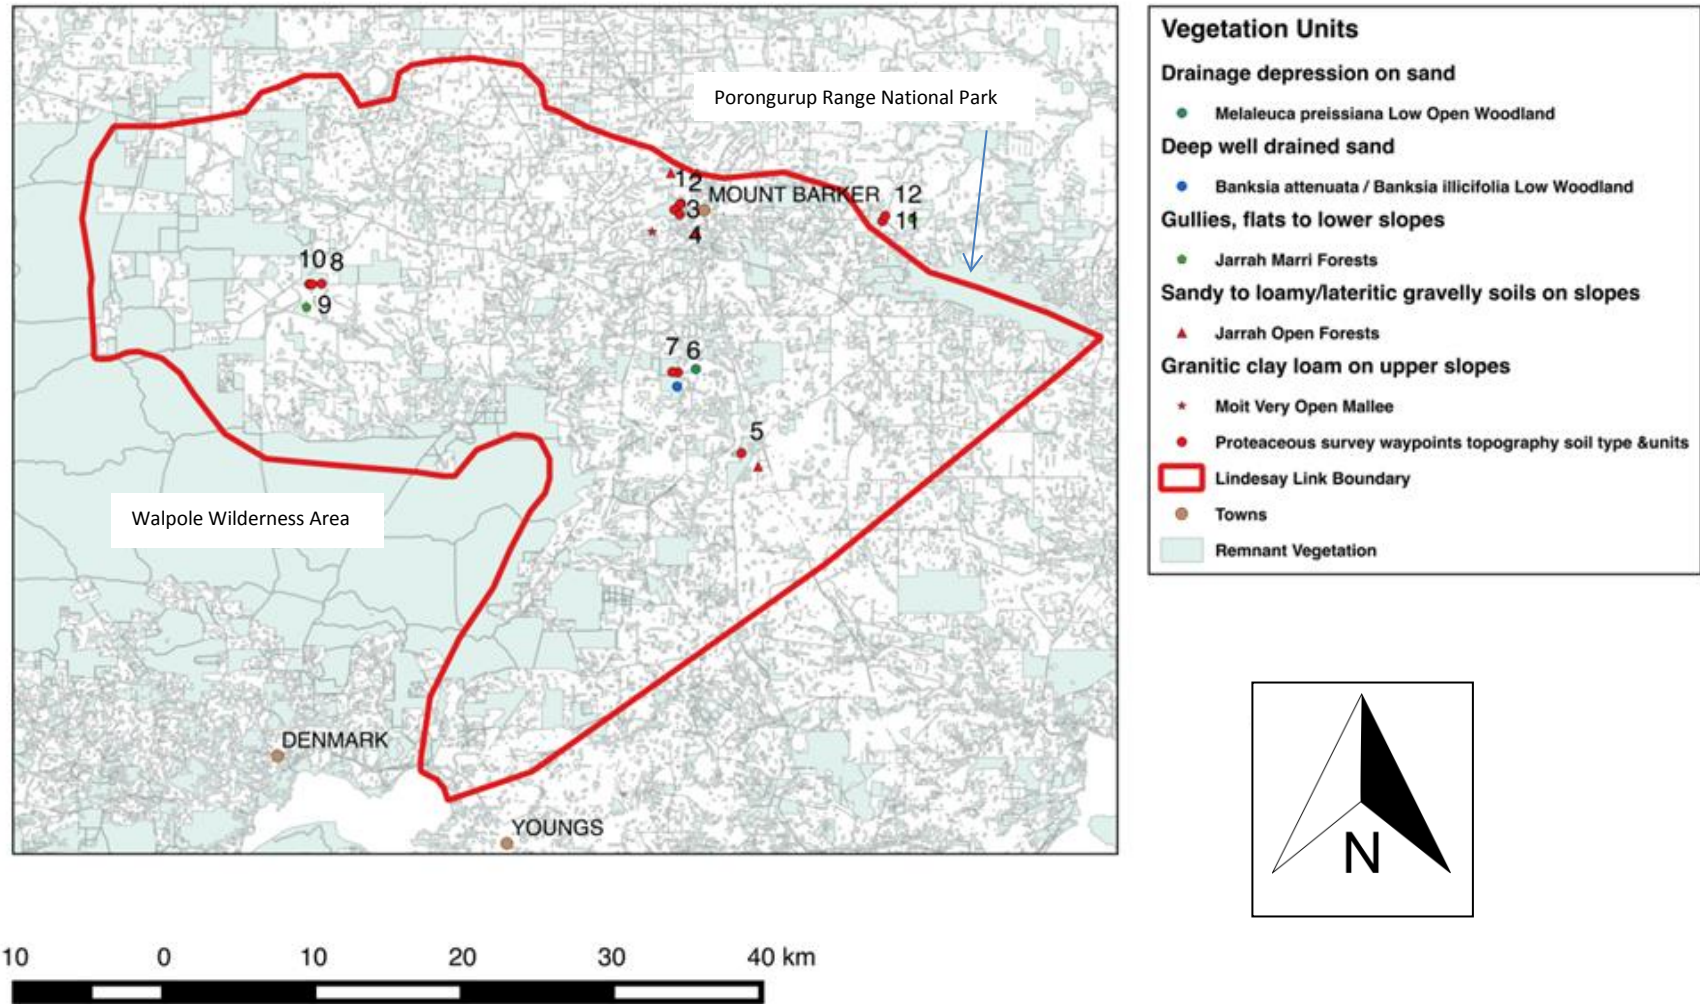 Porongurup Range National Park
12
MOUNT BARKER
3
4
12
11
10 8
9
7 6
5
Walpole Wilderness Area
DENMARK
YOUNGS
Vegetation Units
Drainage depression on sand
Melaleuca preissiana Low Open Woodland
Deep well drained sand
Banksia attenuata / Banksia illicifolia Low Woodland
Gullies, flats to lower slopes
Jarrah Marri Forests
Sandy to loamy/lateritic gravelly soils on slopes
Jarrah Open Forests
Granitic clay loam on upper slopes
Moit Very Open Mallee
Proteaceous survey waypoints topography soil type &units
Lindesay Link Boundary
Towns
Remnant Vegetation
N
10 0 10 20 30 40 km